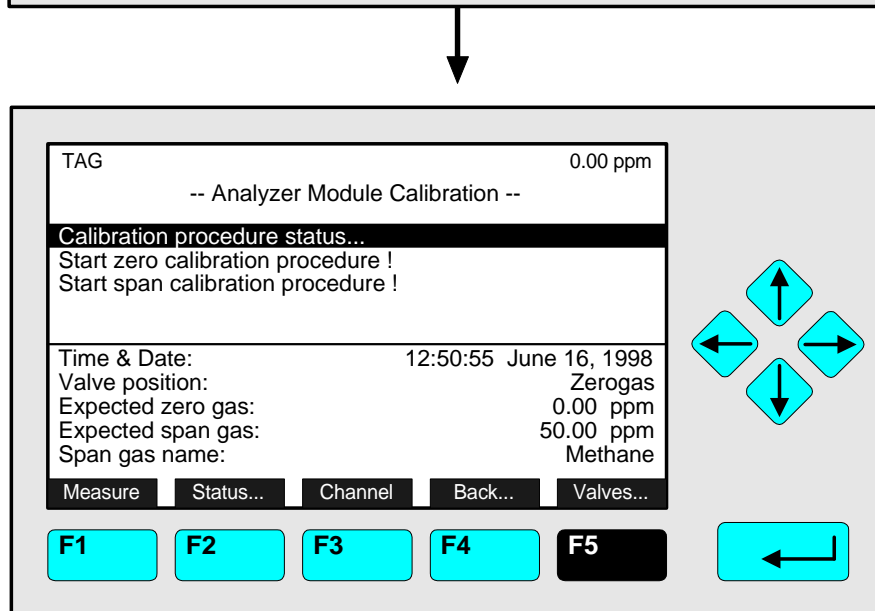 TAG 0.00 ppm
-- Analyzer Module Calibration --
Calibration procedure status...
Start zero calibration procedure !
Start span calibration procedure !
Time & Date: 12:50:55 June 16, 1998
Valve position: Zerogas
Expected zero gas: 0.00 ppm
Expected span gas: 50.00 ppm
Span gas name: Methane
Measure Status... Channel Back... Valves...
F1 F2 F3 F4 F5